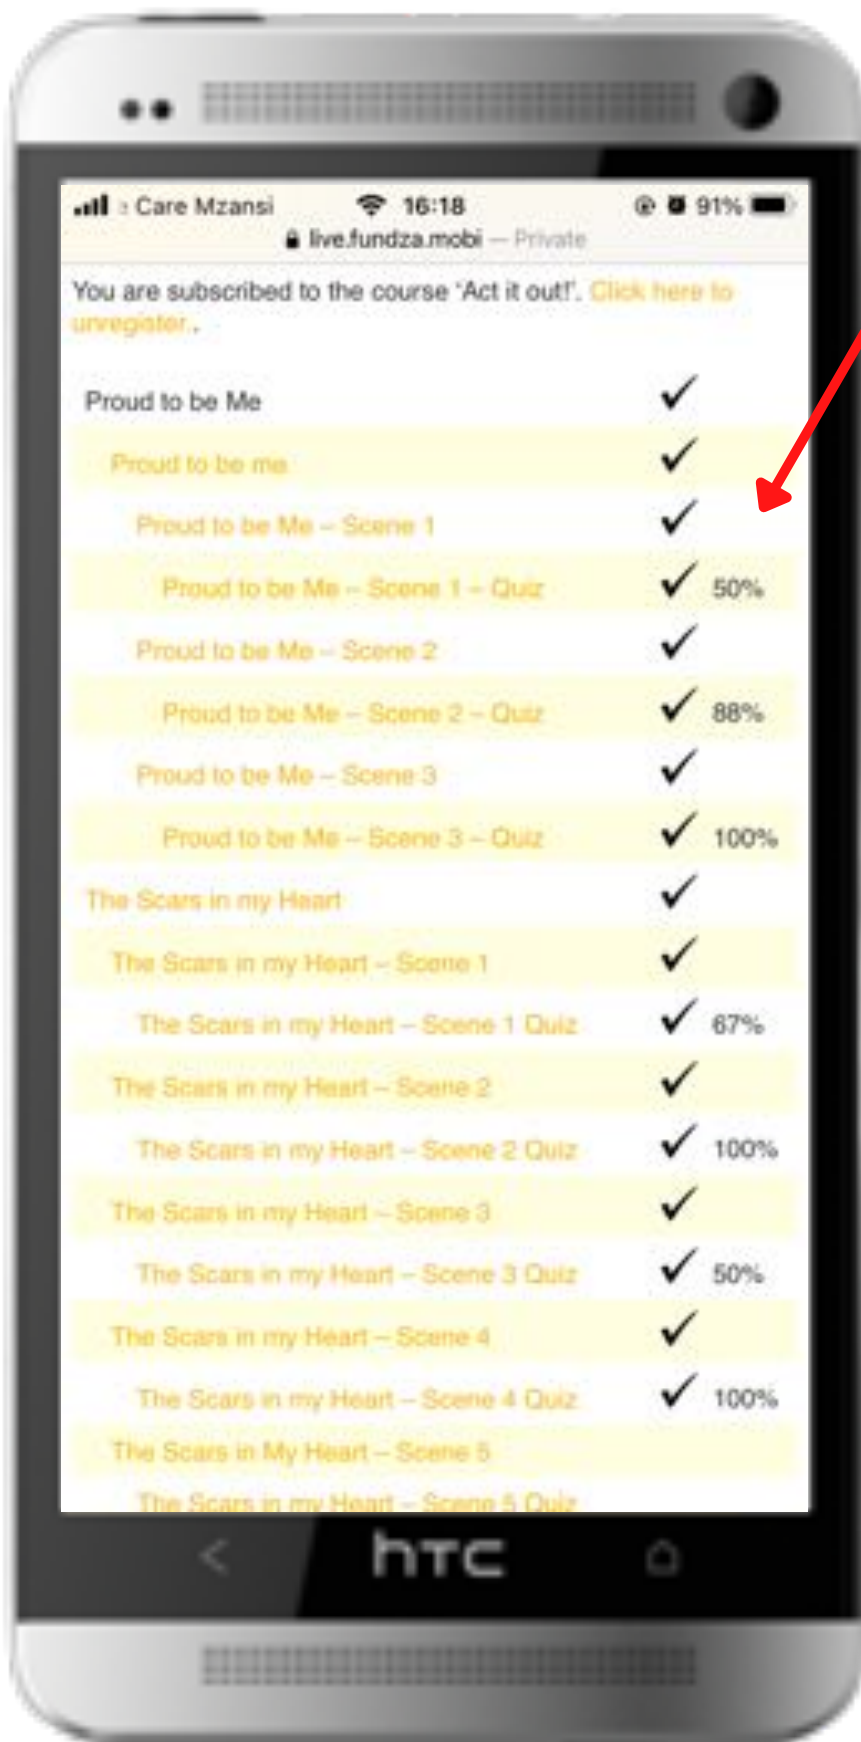 Care Mzansi 16:18 91%
live.fundza.mobi — Private
You are subscribed to the course 'Act it out!'. Click here to
unregister..
Proud to be Me ✓
Proud to be me ✓
Proud to be Me – Scene 1 ✓
Proud to be Me – Scene 1 – Quiz ✓ 50%
Proud to be Me – Scene 2 ✓
Proud to be Me – Scene 2 – Quiz ✓ 88%
Proud to be Me – Scene 3 ✓
Proud to be Me – Scene 3 – Quiz ✓ 100%
The Scars in my Heart ✓
The Scars in my Heart – Scene 1 ✓
The Scars in my Heart – Scene 1 Quiz ✓ 67%
The Scars in my Heart – Scene 2 ✓
The Scars in my Heart – Scene 2 Quiz ✓ 100%
The Scars in my Heart – Scene 3 ✓
The Scars in my Heart – Scene 3 Quiz ✓ 50%
The Scars in my Heart – Scene 4 ✓
The Scars in my Heart – Scene 4 Quiz ✓ 100%
The Scars in My Heart – Scene 5
The Scars in my Heart – Scene 5 Quiz
hTC